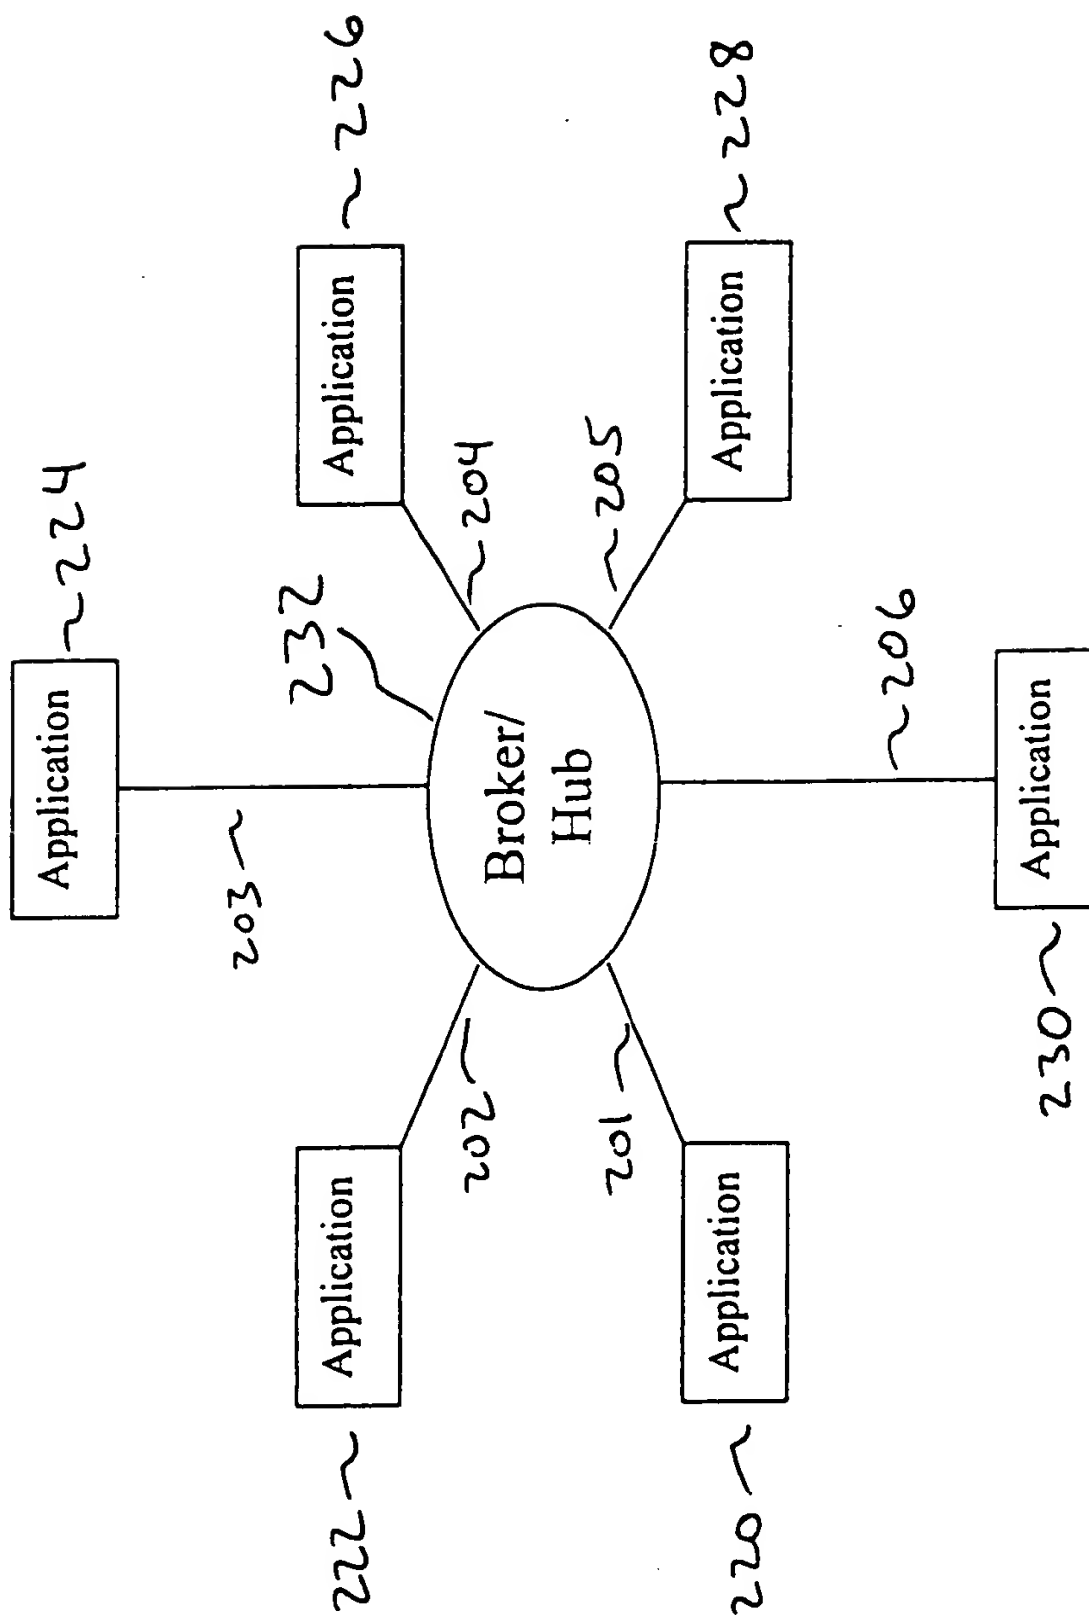 Application 224
203
232
222 Application
Application 226
202
204
Broker/
Hub
201
205
220 Application
Application 228
206
230 Application